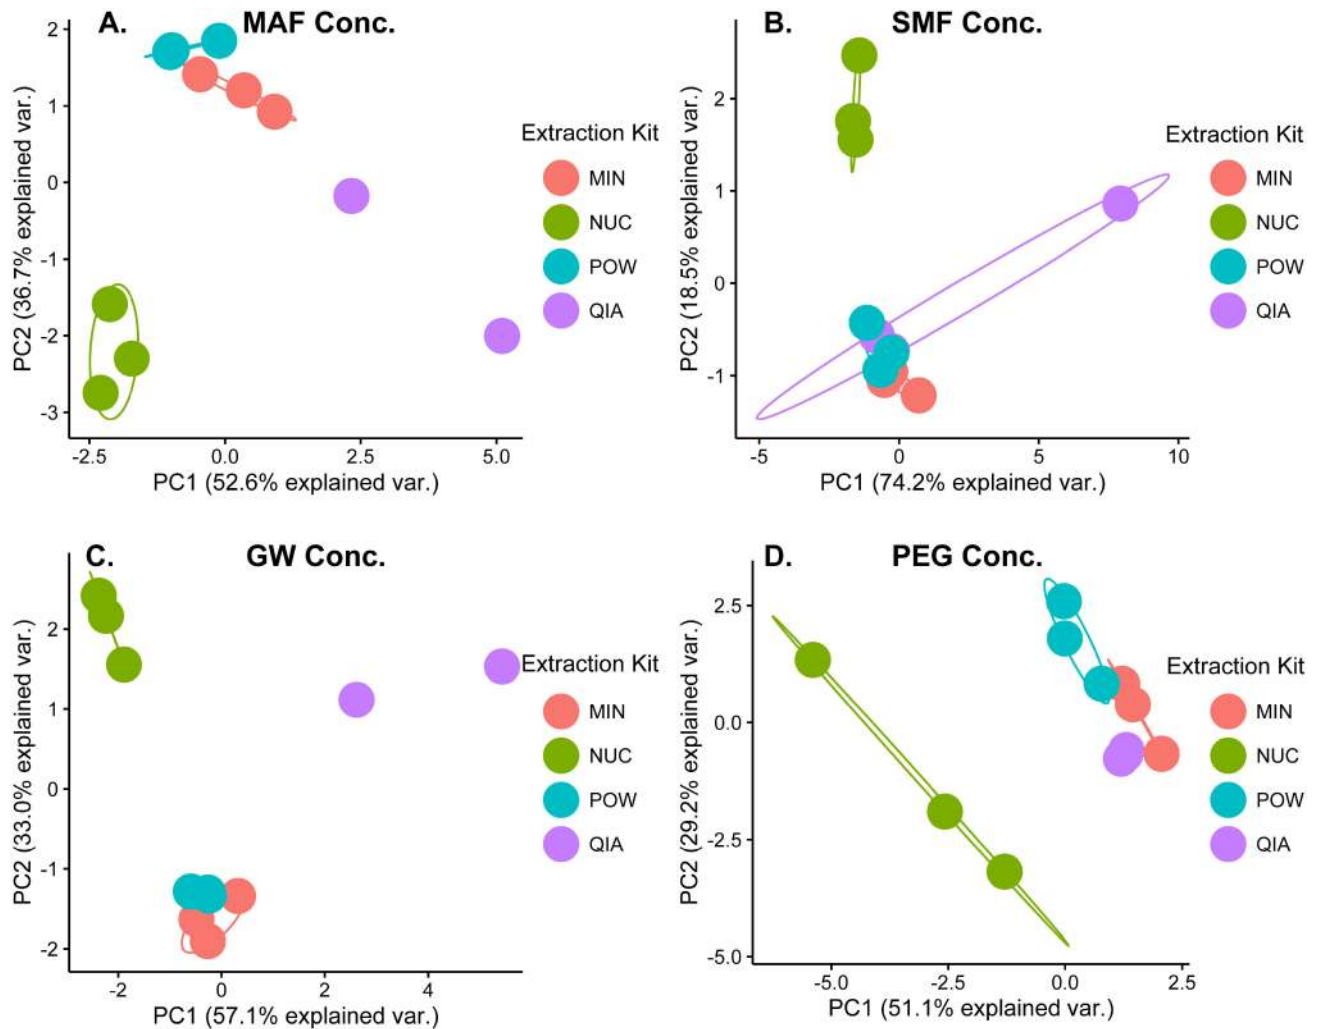 A. MAF Conc.
PC2 (36.7% explained var.)
2
1
0
-1
-2
-3
-2.5 0.0 2.5 5.0
PC1 (52.6% explained var.)
Extraction Kit
MIN
NUC
POW
QIA
B. SMF Conc.
PC2 (18.5% explained var.)
2
1
0
-1
-5 0 5 10
PC1 (74.2% explained var.)
Extraction Kit
MIN
NUC
POW
QIA
C. GW Conc.
PC2 (33.0% explained var.)
2
1
0
-1
-2
-2 0 2 4
PC1 (57.1% explained var.)
Extraction Kit
MIN
NUC
POW
QIA
D. PEG Conc.
PC2 (29.2% explained var.)
2.5
0.0
-2.5
-5.0
-5.0 -2.5 0.0 2.5
PC1 (51.1% explained var.)
Extraction Kit
MIN
NUC
POW
QIA